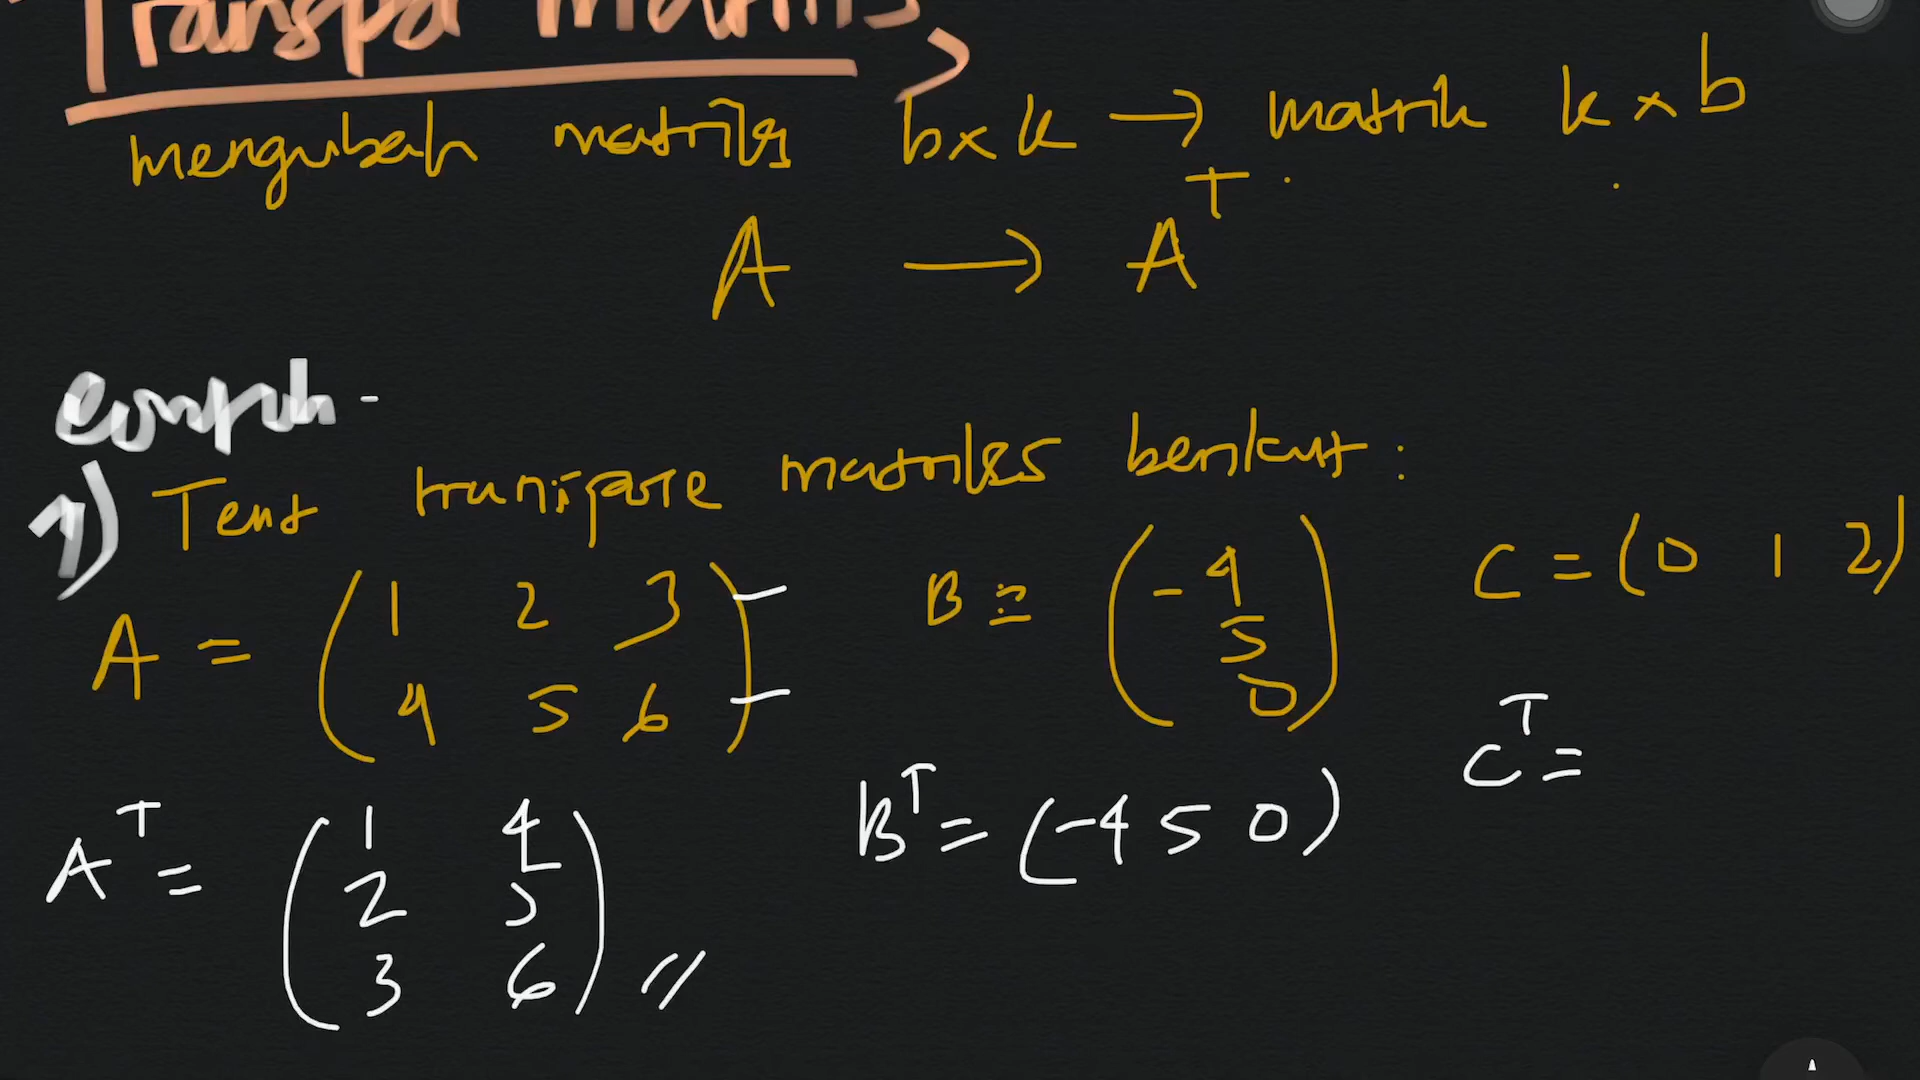 Transpo matriks
mengubah matriks b x k → matrik k x b
A → A^T
contoh -
1) Tent transpose matriks berikut :
A = ( 1 2 3 ; 4 5 6 ) B = ( -4 ; 5 ; 0 ) C = (0 1 2)
A^T = ( 1 4 ; 2 5 ; 3 6 ) // B^T = (-4 5 0) C^T =